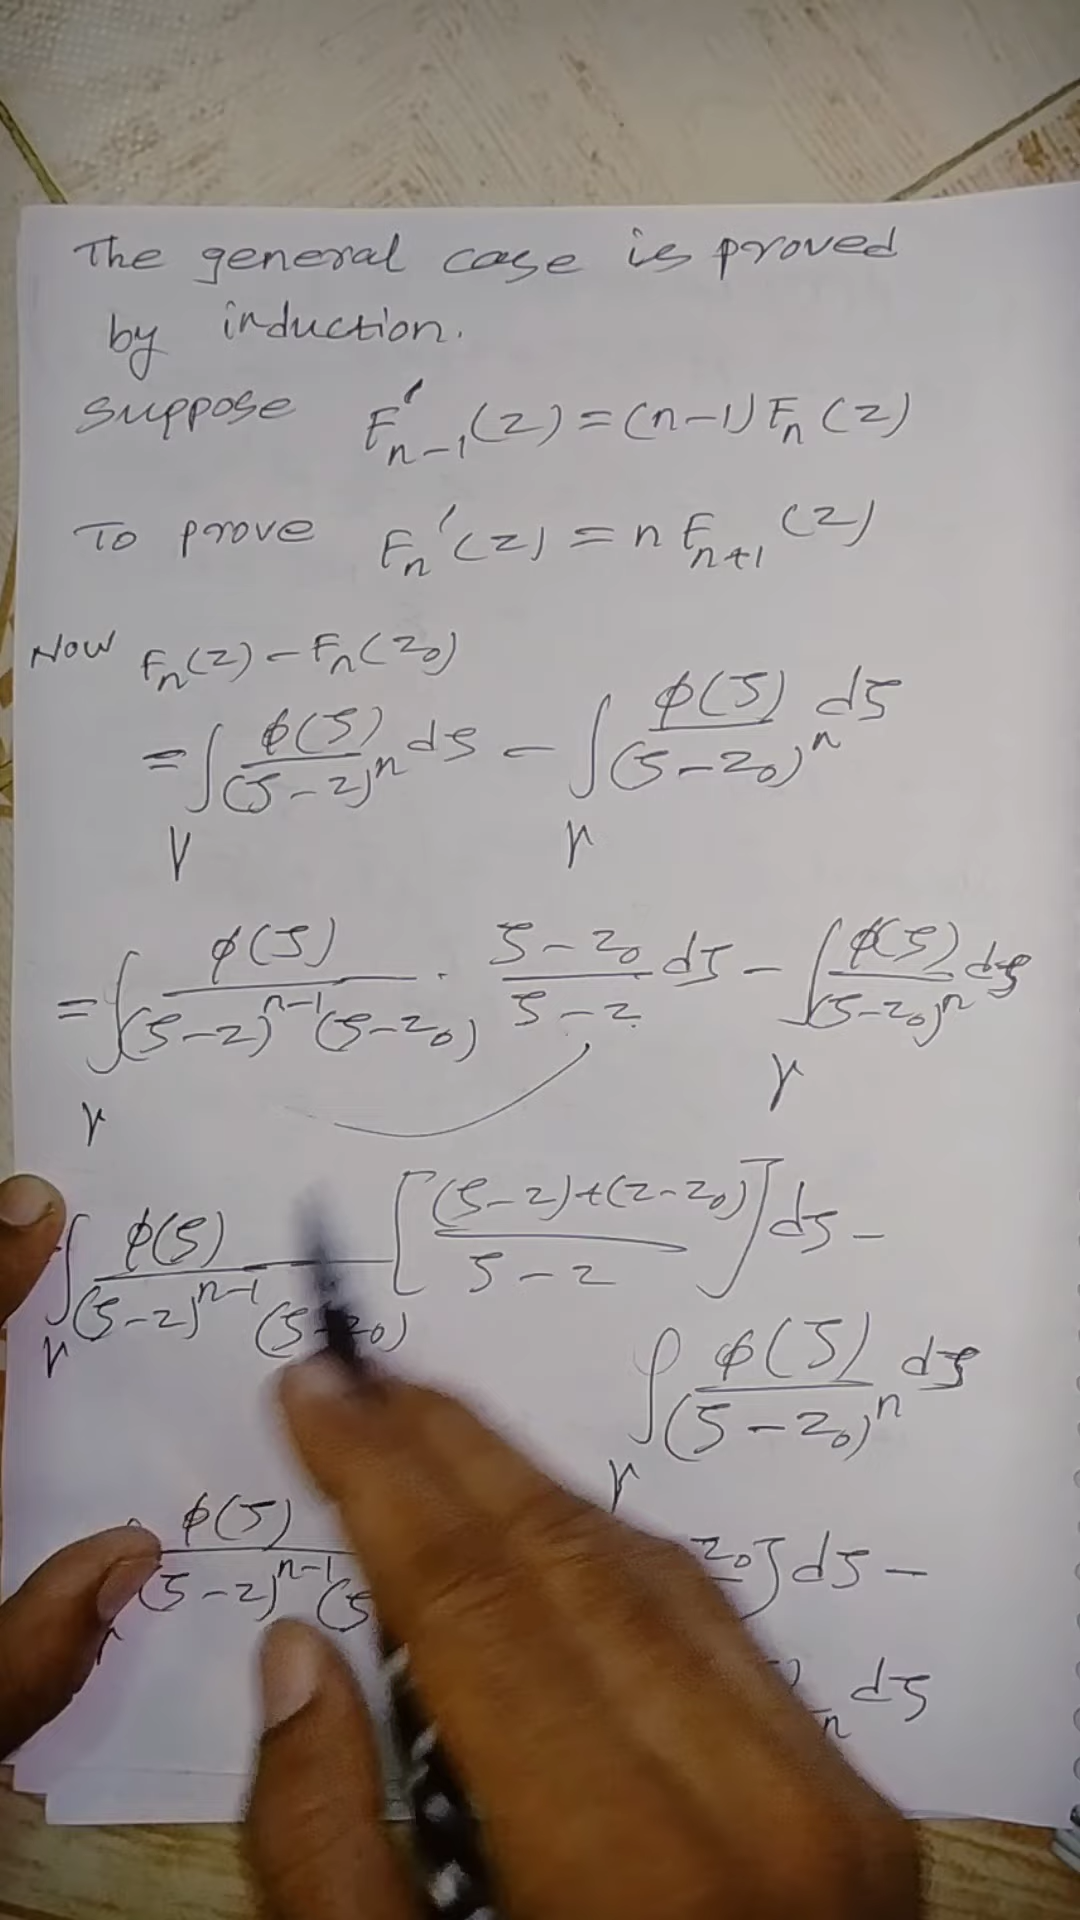 The general case is proved
by induction.
Suppose F'_{n-1}(z) = (n-1) F_n(z)
To prove F_n'(z) = n F_{n+1}(z)
Now F_n(z) - F_n(z_0)
= ∫_γ φ(ζ)/(ζ-z)^n dζ - ∫_γ φ(ζ)/(ζ-z_0)^n dζ
= ∫_γ φ(ζ)/((ζ-z)^{n-1}(ζ-z_0)) · (ζ-z_0)/(ζ-z) dζ - ∫_γ φ(ζ)/(ζ-z_0)^n dζ
∫_γ φ(ζ)/((ζ-z)^{n-1}(ζ-z_0)) [((ζ-z)+(z-z_0))/(ζ-z)] dζ -
∫_γ φ(ζ)/(ζ-z_0)^n dζ
φ(ζ)/((ζ-z)^{n-1}(ζ z_0] dζ -
n dζ